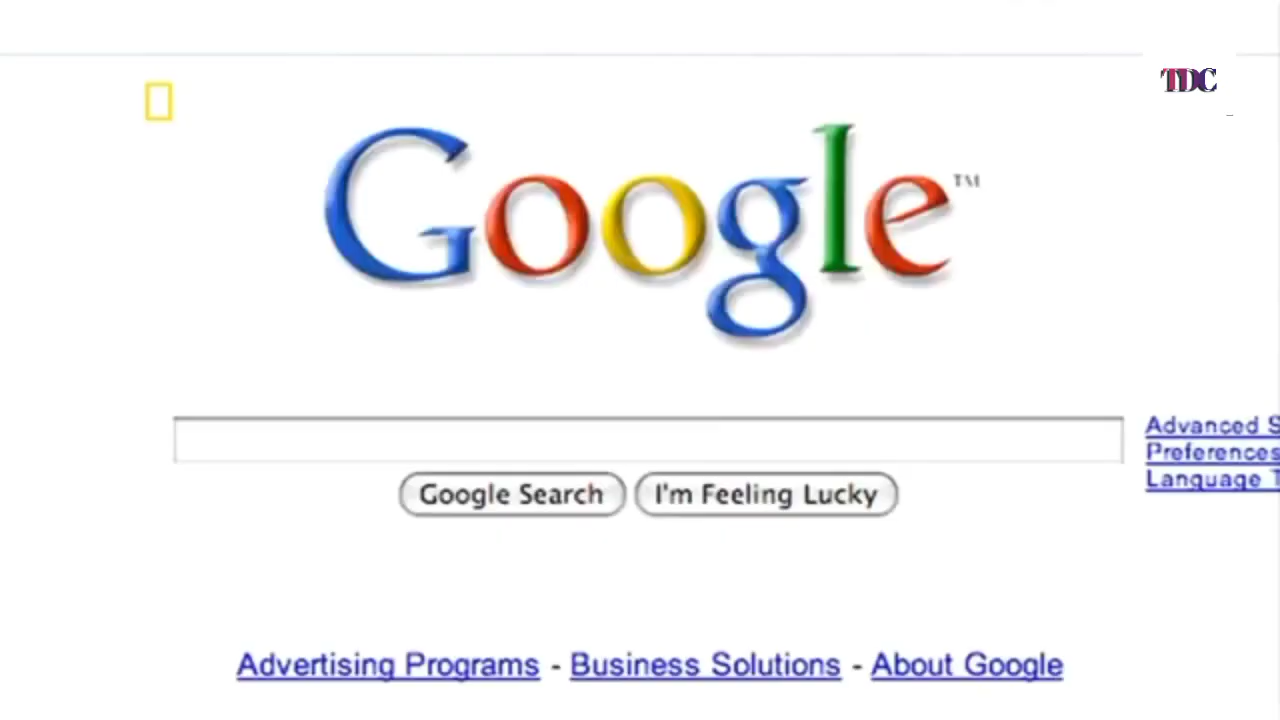 TDC
Google™
Advanced S
Preferences
Language T
Google Search
I'm Feeling Lucky
Advertising Programs - Business Solutions - About Google